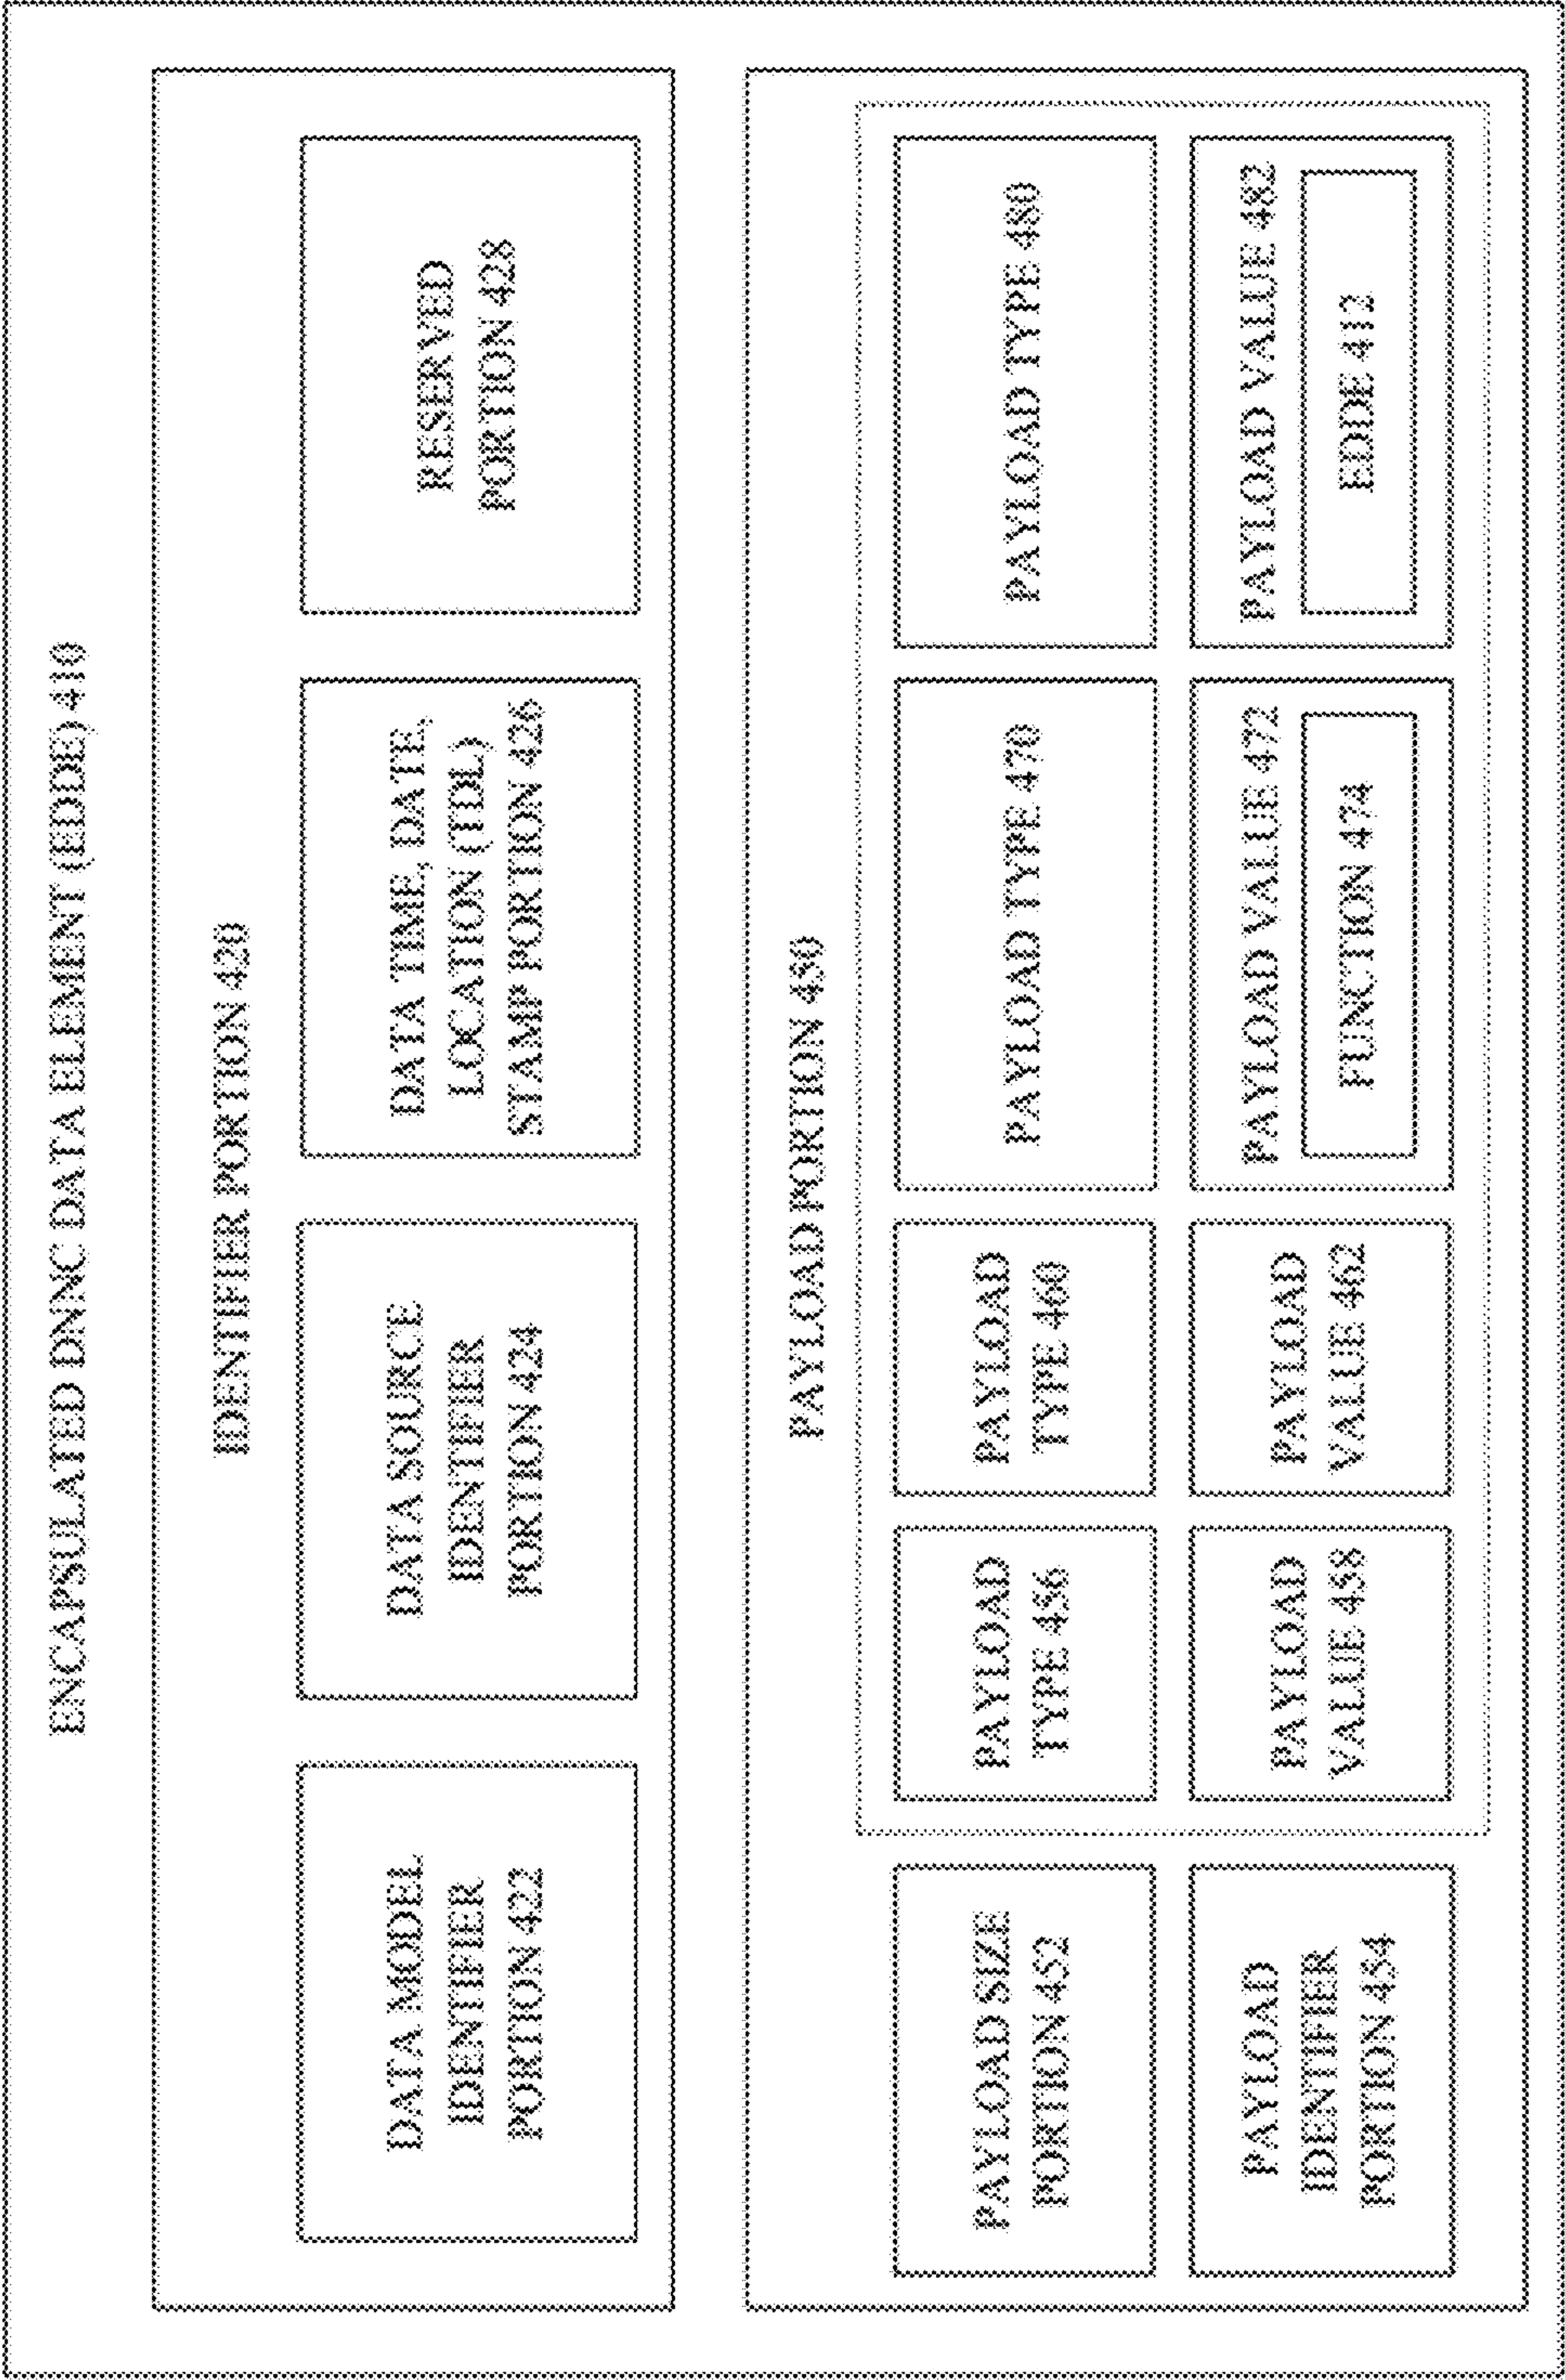 ENCAPSULATED DNNC DATA ELEMENT (EDDE) 410
IDENTIFIER PORTION 420
DATA MODEL
IDENTIFIER
PORTION 422
DATA SOURCE
IDENTIFIER
PORTION 424
DATA TIME, DATE,
LOCATION (TDL)
STAMP PORTION 426
RESERVED
PORTION 428
PAYLOAD PORTION 450
PAYLOAD SIZE
PORTION 452
PAYLOAD
IDENTIFIER
PORTION 454
PAYLOAD
TYPE 456
PAYLOAD
VALUE 458
PAYLOAD
TYPE 460
PAYLOAD
VALUE 462
PAYLOAD TYPE 470
PAYLOAD VALUE 472
FUNCTION 474
PAYLOAD TYPE 480
PAYLOAD VALUE 482
EDDE 412